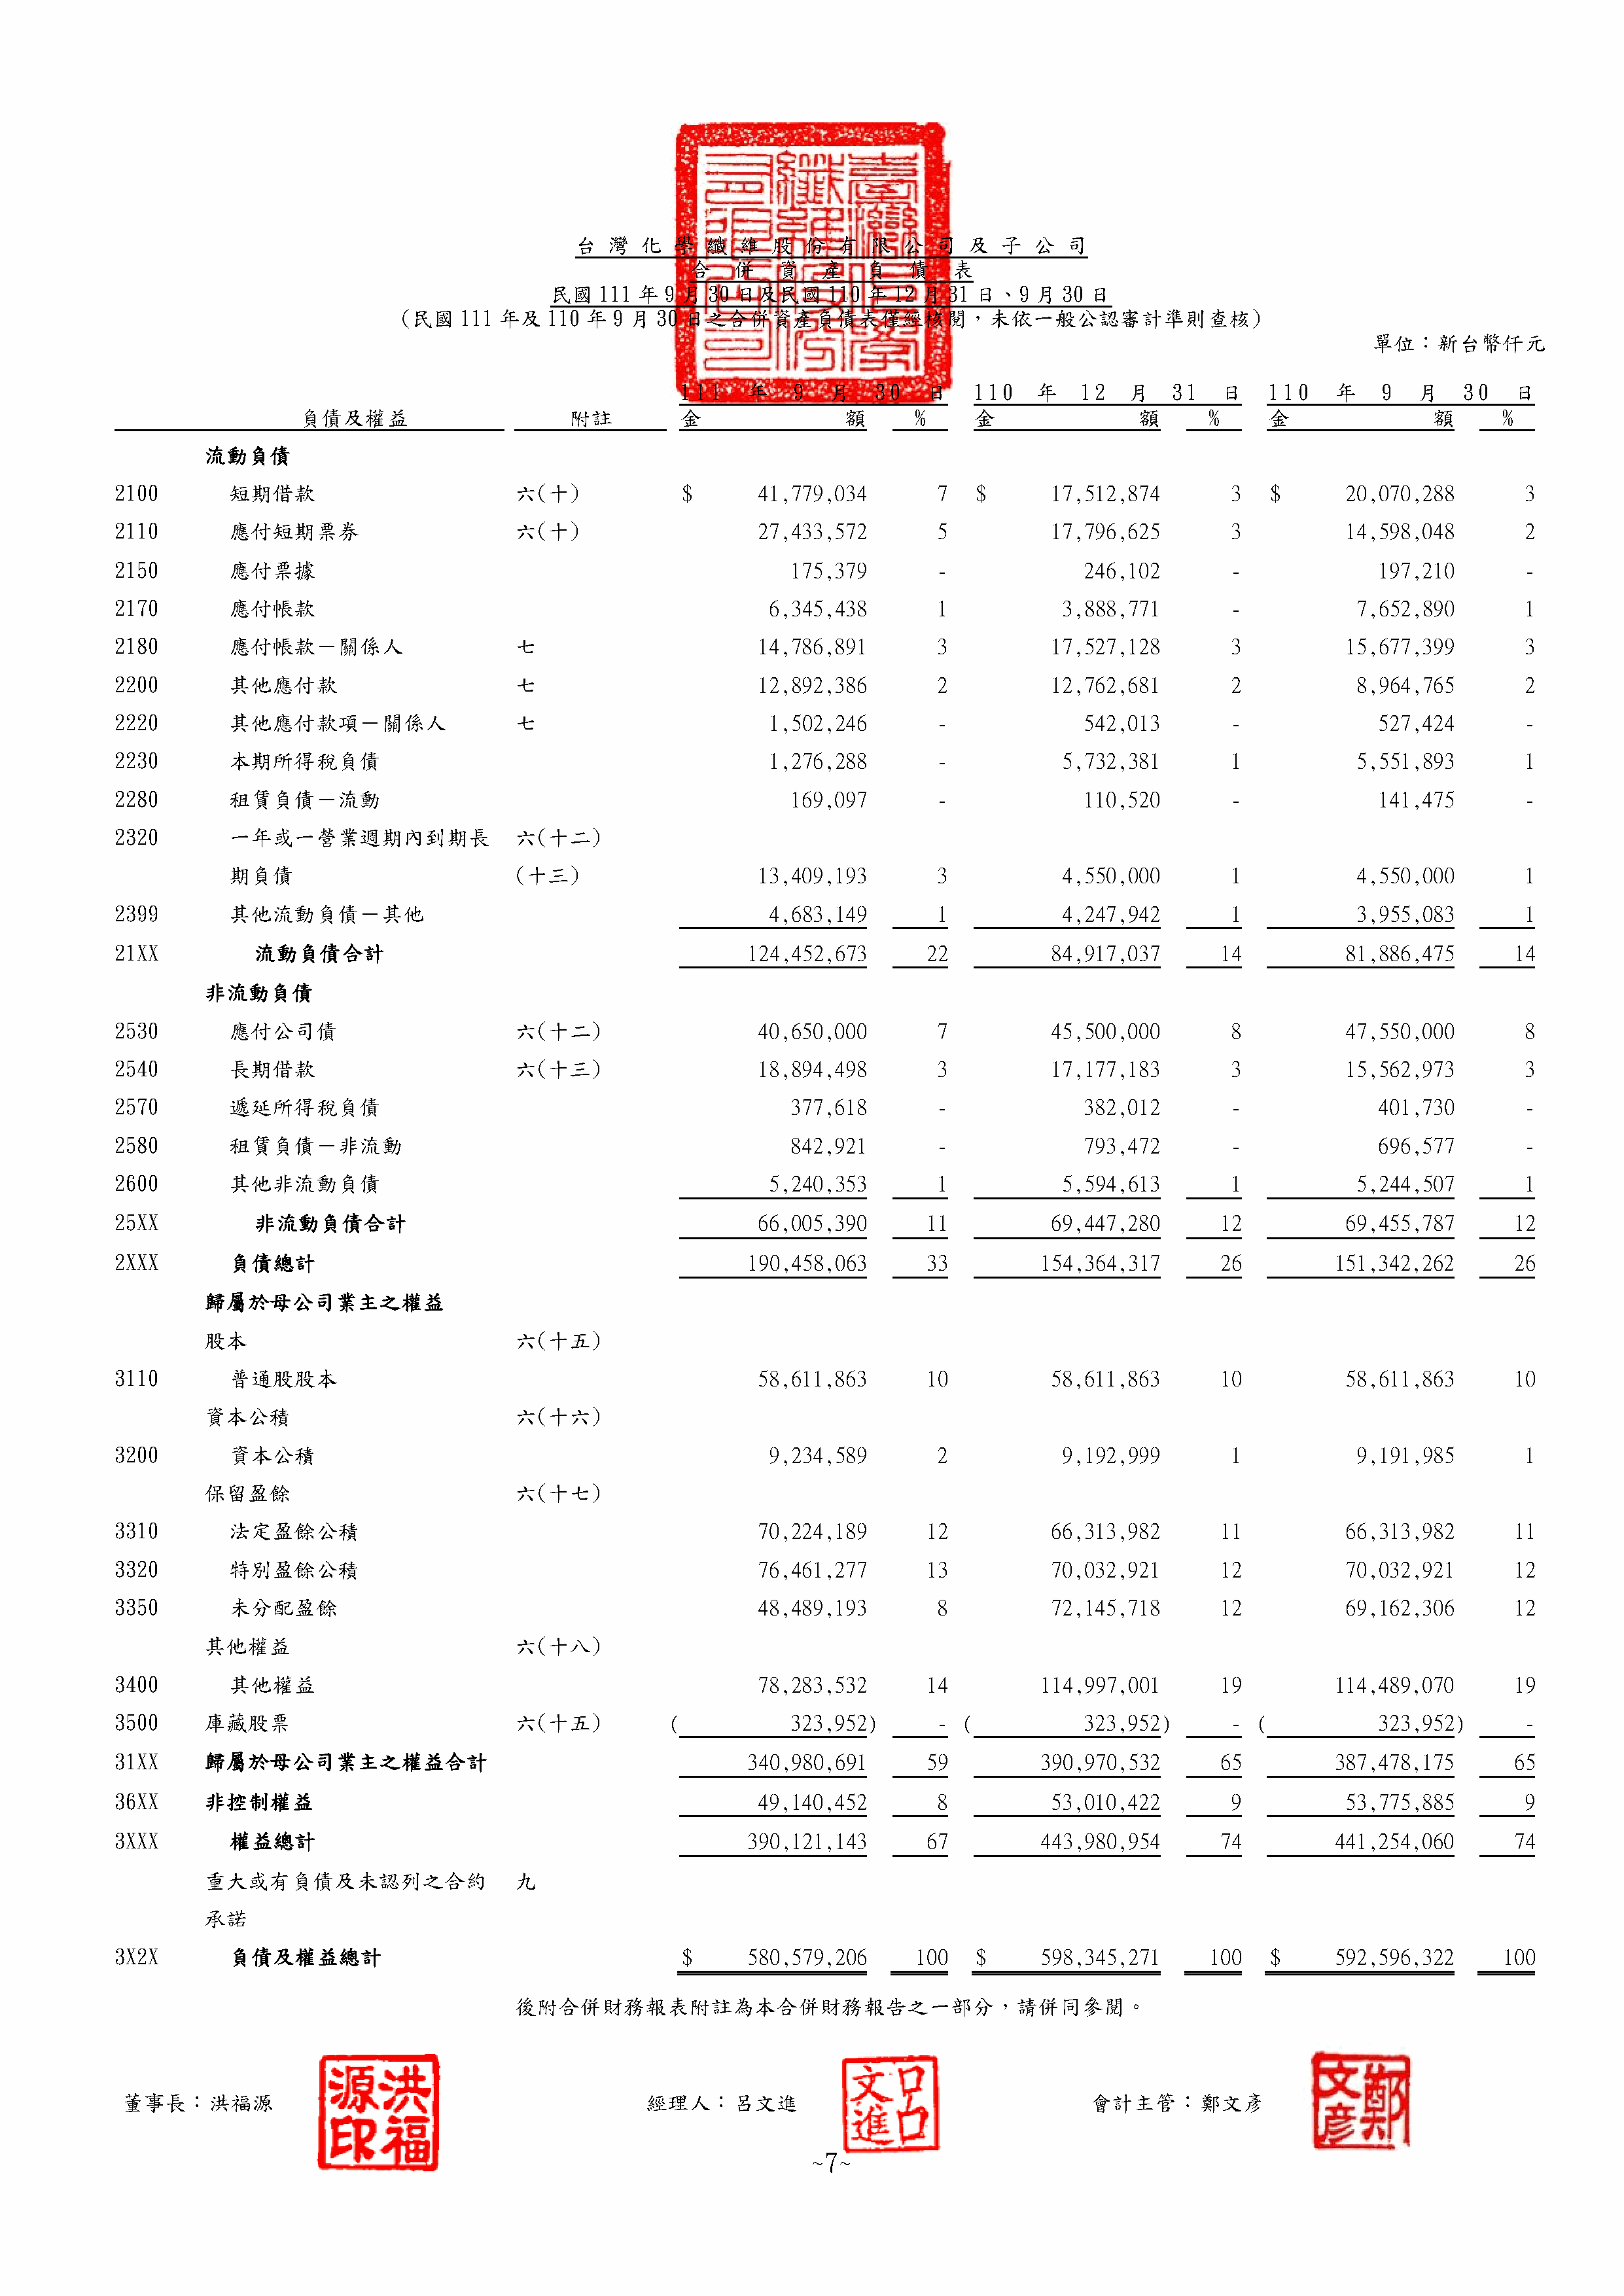 台灣化學纖維股份有限公司及子公司
合併資產負債表
民國111年9月30日及民國110年12月31日、9月30日
(民國111年及110年9月30日之合併資產負債表僅經核閱，未依一般公認審計準則查核)
單位：新台幣仟元
111年9月30日 110年12月31日 110年9月30日
負債及權益 附註 金額 % 金額 % 金額 %
流動負債
2100 短期借款 六(十) $ 41,779,034 7 $ 17,512,874 3 $ 20,070,288 3
2110 應付短期票券 六(十) 27,433,572 5 17,796,625 3 14,598,048 2
2150 應付票據 175,379 - 246,102 - 197,210 -
2170 應付帳款 6,345,438 1 3,888,771 - 7,652,890 1
2180 應付帳款－關係人 七 14,786,891 3 17,527,128 3 15,677,399 3
2200 其他應付款 七 12,892,386 2 12,762,681 2 8,964,765 2
2220 其他應付款項－關係人 七 1,502,246 - 542,013 - 527,424 -
2230 本期所得稅負債 1,276,288 - 5,732,381 1 5,551,893 1
2280 租賃負債－流動 169,097 - 110,520 - 141,475 -
2320 一年或一營業週期內到期長 六(十二)
期負債 (十三) 13,409,193 3 4,550,000 1 4,550,000 1
2399 其他流動負債－其他 4,683,149 1 4,247,942 1 3,955,083 1
21XX 流動負債合計 124,452,673 22 84,917,037 14 81,886,475 14
非流動負債
2530 應付公司債 六(十二) 40,650,000 7 45,500,000 8 47,550,000 8
2540 長期借款 六(十三) 18,894,498 3 17,177,183 3 15,562,973 3
2570 遞延所得稅負債 377,618 - 382,012 - 401,730 -
2580 租賃負債－非流動 842,921 - 793,472 - 696,577 -
2600 其他非流動負債 5,240,353 1 5,594,613 1 5,244,507 1
25XX 非流動負債合計 66,005,390 11 69,447,280 12 69,455,787 12
2XXX 負債總計 190,458,063 33 154,364,317 26 151,342,262 26
歸屬於母公司業主之權益
股本 六(十五)
3110 普通股股本 58,611,863 10 58,611,863 10 58,611,863 10
資本公積 六(十六)
3200 資本公積 9,234,589 2 9,192,999 1 9,191,985 1
保留盈餘 六(十七)
3310 法定盈餘公積 70,224,189 12 66,313,982 11 66,313,982 11
3320 特別盈餘公積 76,461,277 13 70,032,921 12 70,032,921 12
3350 未分配盈餘 48,489,193 8 72,145,718 12 69,162,306 12
其他權益 六(十八)
3400 其他權益 78,283,532 14 114,997,001 19 114,489,070 19
3500 庫藏股票 六(十五) ( 323,952) - ( 323,952) - ( 323,952) -
31XX 歸屬於母公司業主之權益合計 340,980,691 59 390,970,532 65 387,478,175 65
36XX 非控制權益 49,140,452 8 53,010,422 9 53,775,885 9
3XXX 權益總計 390,121,143 67 443,980,954 74 441,254,060 74
重大或有負債及未認列之合約 九
承諾
3X2X 負債及權益總計 $ 580,579,206 100 $ 598,345,271 100 $ 592,596,322 100
後附合併財務報表附註為本合併財務報告之一部分，請併同參閱。
董事長：洪福源 洪福源印 經理人：呂文進 呂文進 會計主管：鄭文彥 鄭文彥
~7~